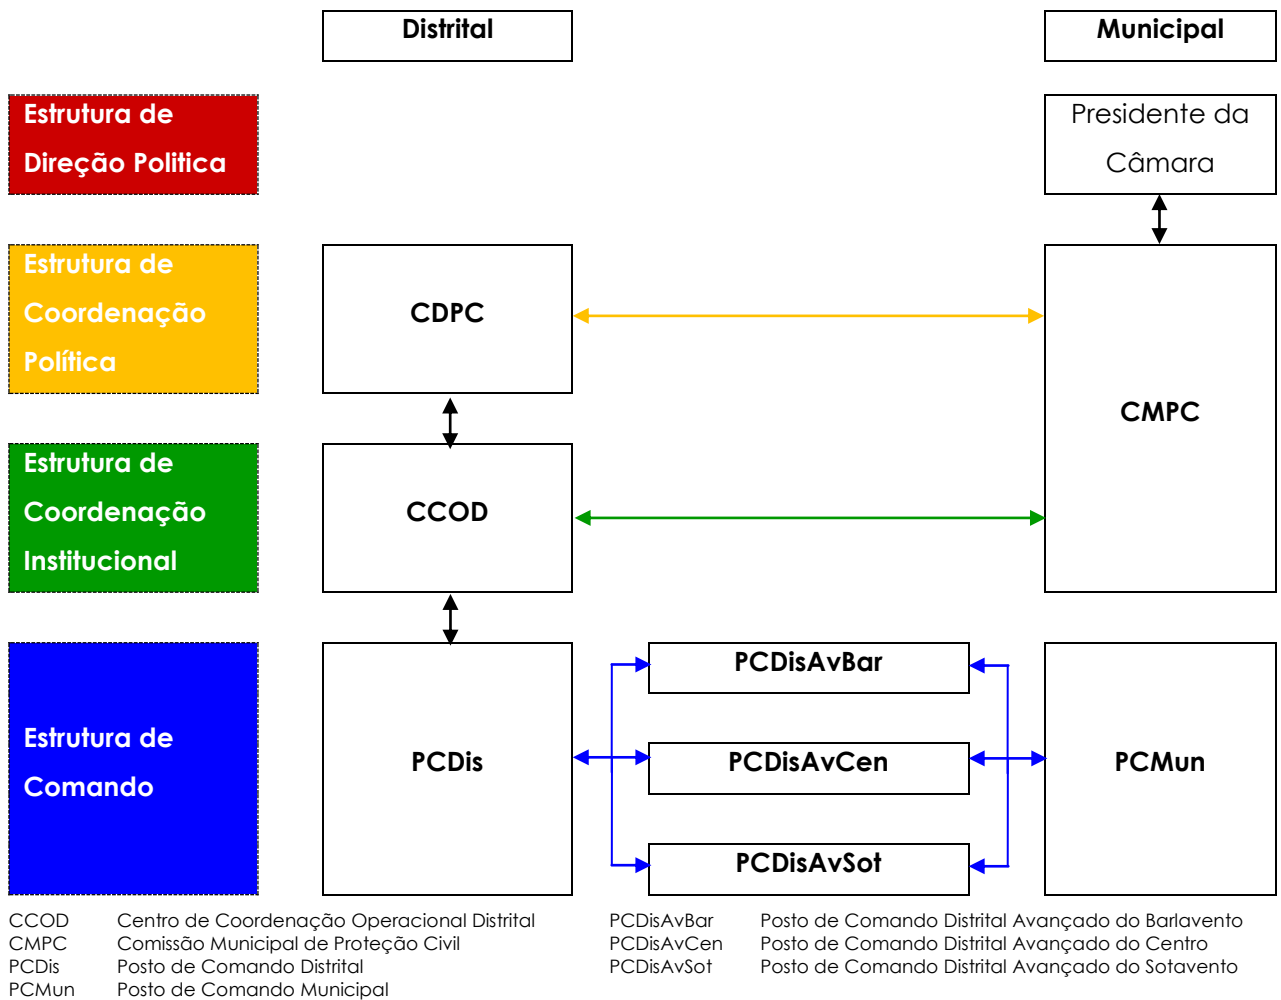 Distrital
Municipal
Estrutura de
Direção Politica
Presidente da
Câmara
Estrutura de
Coordenação
Política
CDPC
CMPC
Estrutura de
Coordenação
Institucional
CCOD
Estrutura de
Comando
PCDis
PCDisAvBar
PCDisAvCen
PCDisAvSot
PCMun
CCOD Centro de Coordenação Operacional Distrital
CMPC Comissão Municipal de Proteção Civil
PCDis Posto de Comando Distrital
PCMun Posto de Comando Municipal
PCDisAvBar Posto de Comando Distrital Avançado do Barlavento
PCDisAvCen Posto de Comando Distrital Avançado do Centro
PCDisAvSot Posto de Comando Distrital Avançado do Sotavento